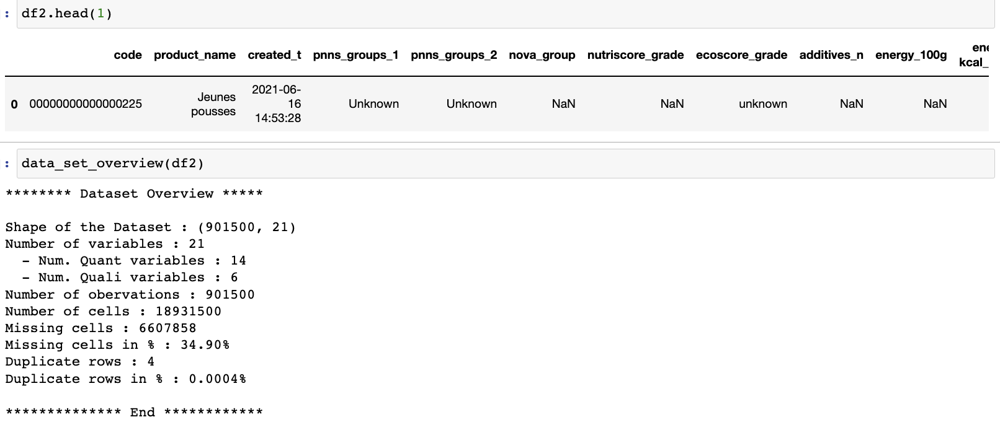 : df2.head(1)
code product_name created_t pnns_groups_1 pnns_groups_2 nova_group nutriscore_grade ecoscore_grade additives_n energy_100g ene
kcal_
0 00000000000000225 Jeunes pousses 2021-06-16 14:53:28 Unknown Unknown NaN NaN unknown NaN NaN
: data_set_overview(df2)
******** Dataset Overview *****
Shape of the Dataset : (901500, 21)
Number of variables : 21
– Num. Quant variables : 14
– Num. Quali variables : 6
Number of obervations : 901500
Number of cells : 18931500
Missing cells : 6607858
Missing cells in % : 34.90%
Duplicate rows : 4
Duplicate rows in % : 0.0004%
************** End ************